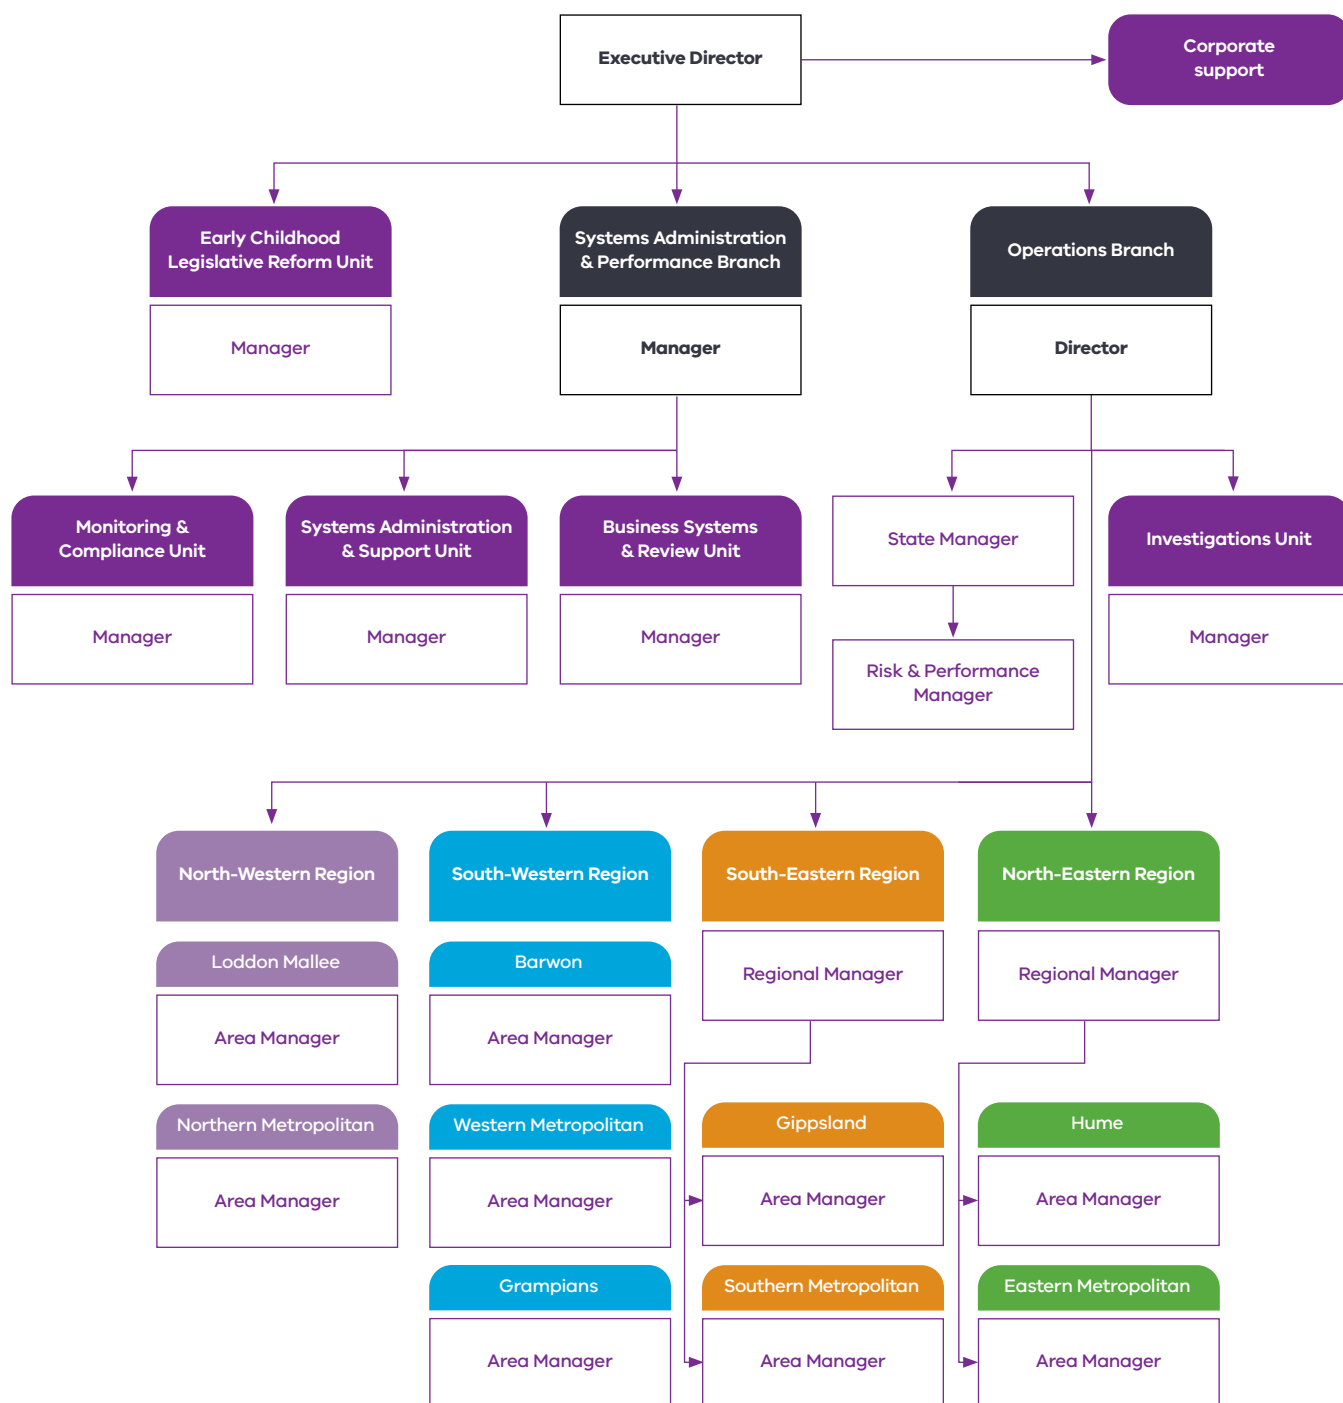 Executive Director
Corporate
support
Early Childhood
Legislative Reform Unit
Manager
Systems Administration
& Performance Branch
Manager
Operations Branch
Director
Monitoring &
Compliance Unit
Manager
Systems Administration
& Support Unit
Manager
Business Systems
& Review Unit
Manager
State Manager
Risk & Performance
Manager
Investigations Unit
Manager
North-Western Region
Loddon Mallee
Area Manager
Northern Metropolitan
Area Manager
South-Western Region
Barwon
Area Manager
Western Metropolitan
Area Manager
Grampians
Area Manager
South-Eastern Region
Regional Manager
Gippsland
Area Manager
Southern Metropolitan
Area Manager
North-Eastern Region
Regional Manager
Hume
Area Manager
Eastern Metropolitan
Area Manager